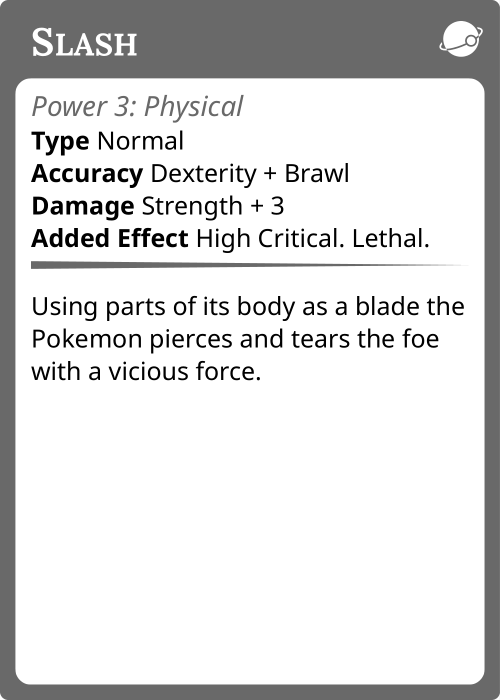 Slash
Power 3: Physical
Type Normal
Accuracy Dexterity + Brawl
Damage Strength + 3
Added Effect High Critical. Lethal.
Using parts of its body as a blade the
Pokemon pierces and tears the foe
with a vicious force.